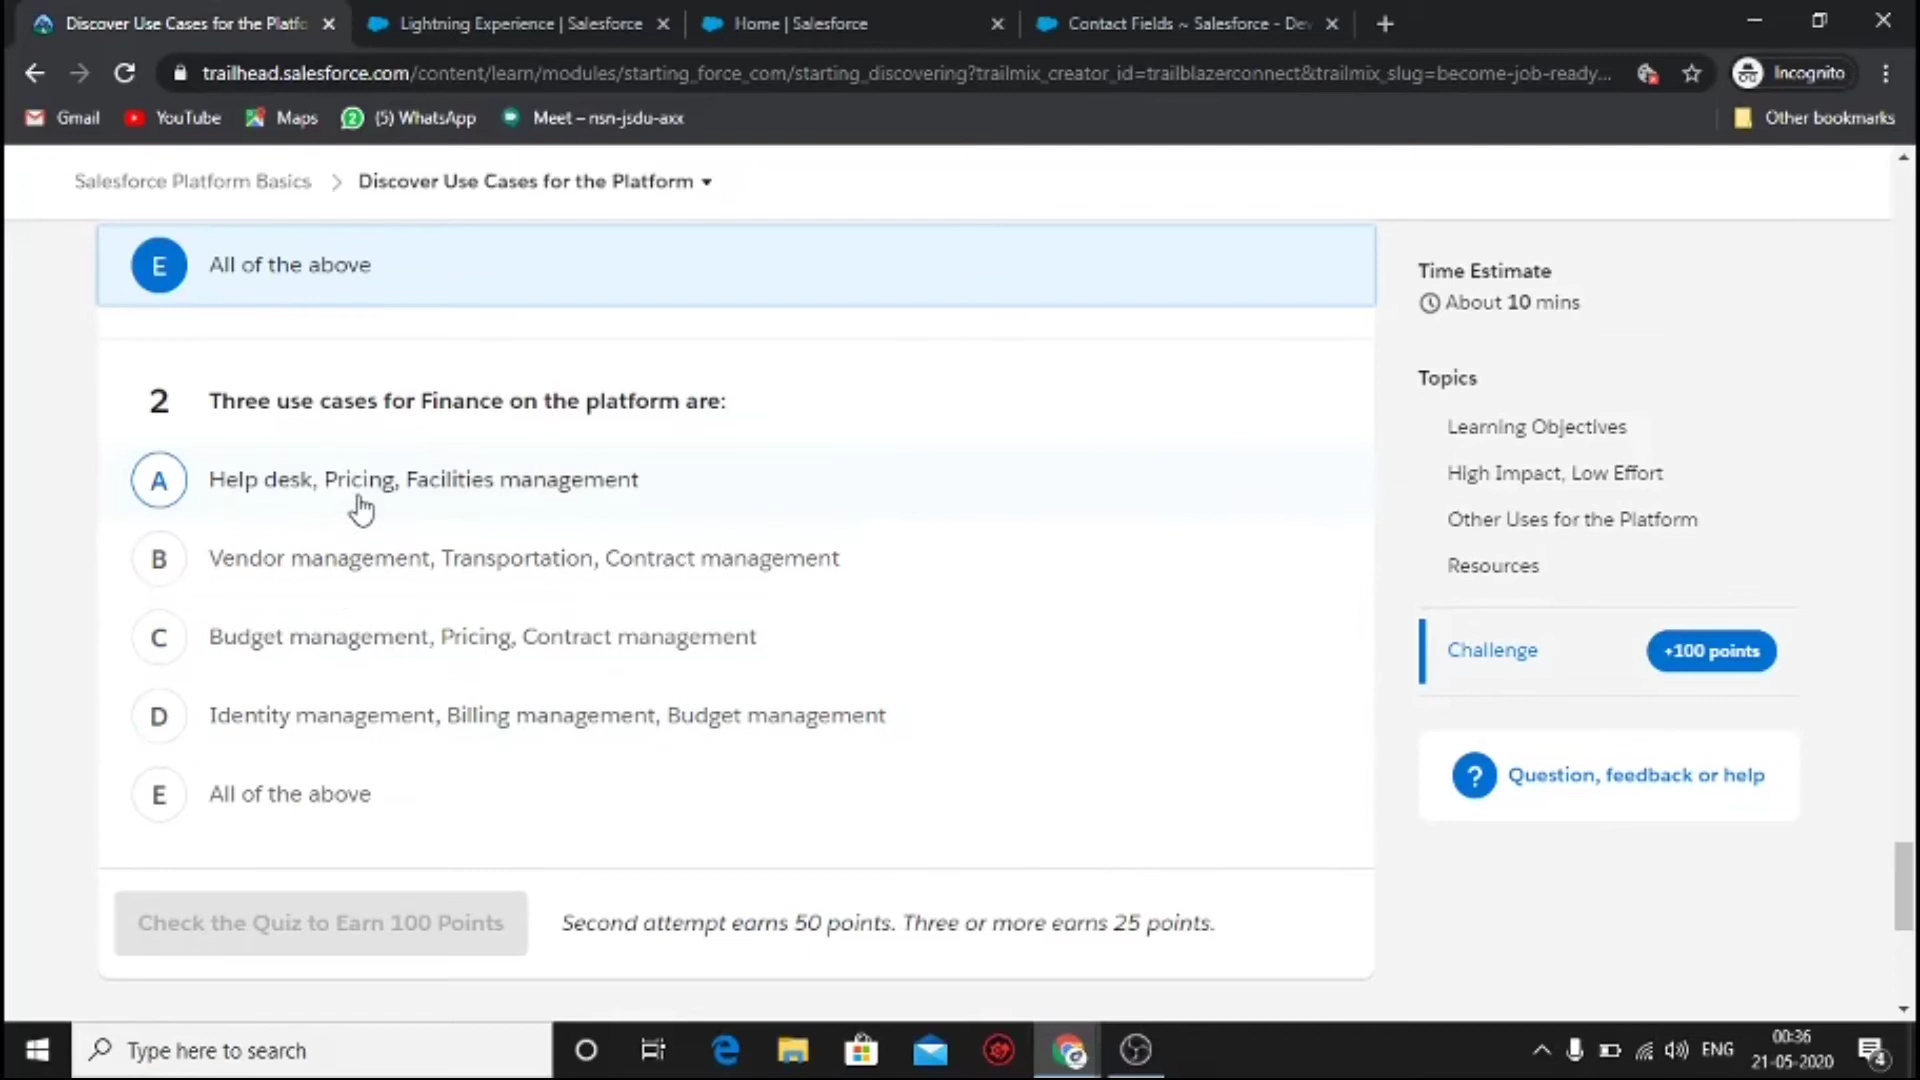 Discover Use Cases for the Platfo
Lightning Experience | Salesforce
Home | Salesforce
Contact Fields ~ Salesforce - De
trailhead.salesforce.com/content/learn/modules/starting_force_com/starting_discovering?trailmix_creator_id=trailblazerconnect&trailmix_slug=become-job-ready...
Incognito
Gmail
YouTube
Maps
(5) WhatsApp
Meet – nsn-jsdu-axx
Other bookmarks
Salesforce Platform Basics
Discover Use Cases for the Platform
E All of the above
2 Three use cases for Finance on the platform are:
A Help desk, Pricing, Facilities management
B Vendor management, Transportation, Contract management
C Budget management, Pricing, Contract management
D Identity management, Billing management, Budget management
E All of the above
Check the Quiz to Earn 100 Points
Second attempt earns 50 points. Three or more earns 25 points.
Time Estimate
About 10 mins
Topics
Learning Objectives
High Impact, Low Effort
Other Uses for the Platform
Resources
Challenge
+100 points
? Question, feedback or help
Type here to search
ENG
00:36
21-05-2020
4